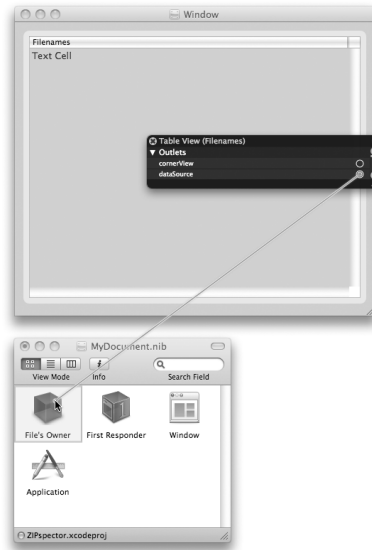 Window
Filenames
Text Cell
Table View (Filenames)
Outlets
cornerView
dataSource
MyDocument.nib
View Mode
Info
Search Field
File's Owner
First Responder
Window
Application
ZIPspector.xcodeproj